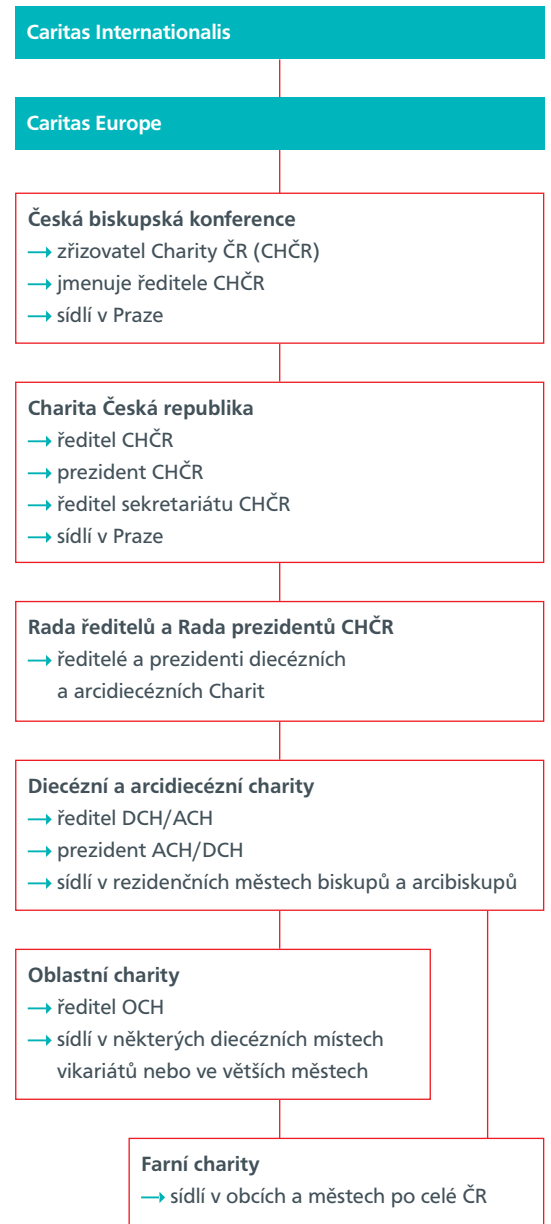 Caritas Internationalis
Caritas Europe
Česká biskupská konference
→ zřizovatel Charity ČR (CHČR)
→ jmenuje ředitele CHČR
→ sídlí v Praze
Charita Česká republika
→ ředitel CHČR
→ prezident CHČR
→ ředitel sekretariátu CHČR
→ sídlí v Praze
Rada ředitelů a Rada prezidentů CHČR
→ ředitelé a prezidenti diecézních
a arcidiecézních Charit
Diecézní a arcidiecézní charity
→ ředitel DCH/ACH
→ prezident ACH/DCH
→ sídlí v rezidenčních městech biskupů a arcibiskupů
Oblastní charity
→ ředitel OCH
→ sídlí v některých diecézních místech
vikariátů nebo ve větších městech
Farní charity
→ sídlí v obcích a městech po celé ČR